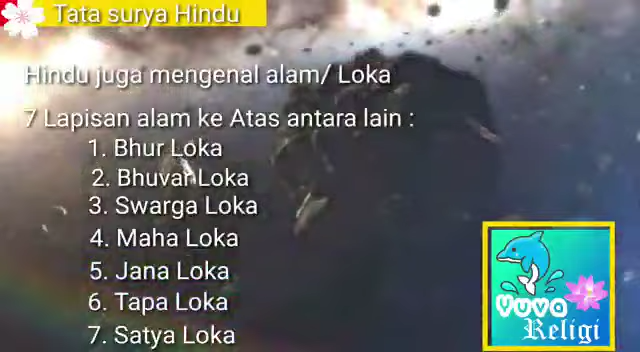 Tata surya Hindu
Hindu juga mengenal alam/ Loka
7 Lapisan alam ke Atas antara lain :
1. Bhur Loka
2. Bhuvar Loka
3. Swarga Loka
4. Maha Loka
5. Jana Loka
6. Tapa Loka
7. Satya Loka
Yuva
Religi